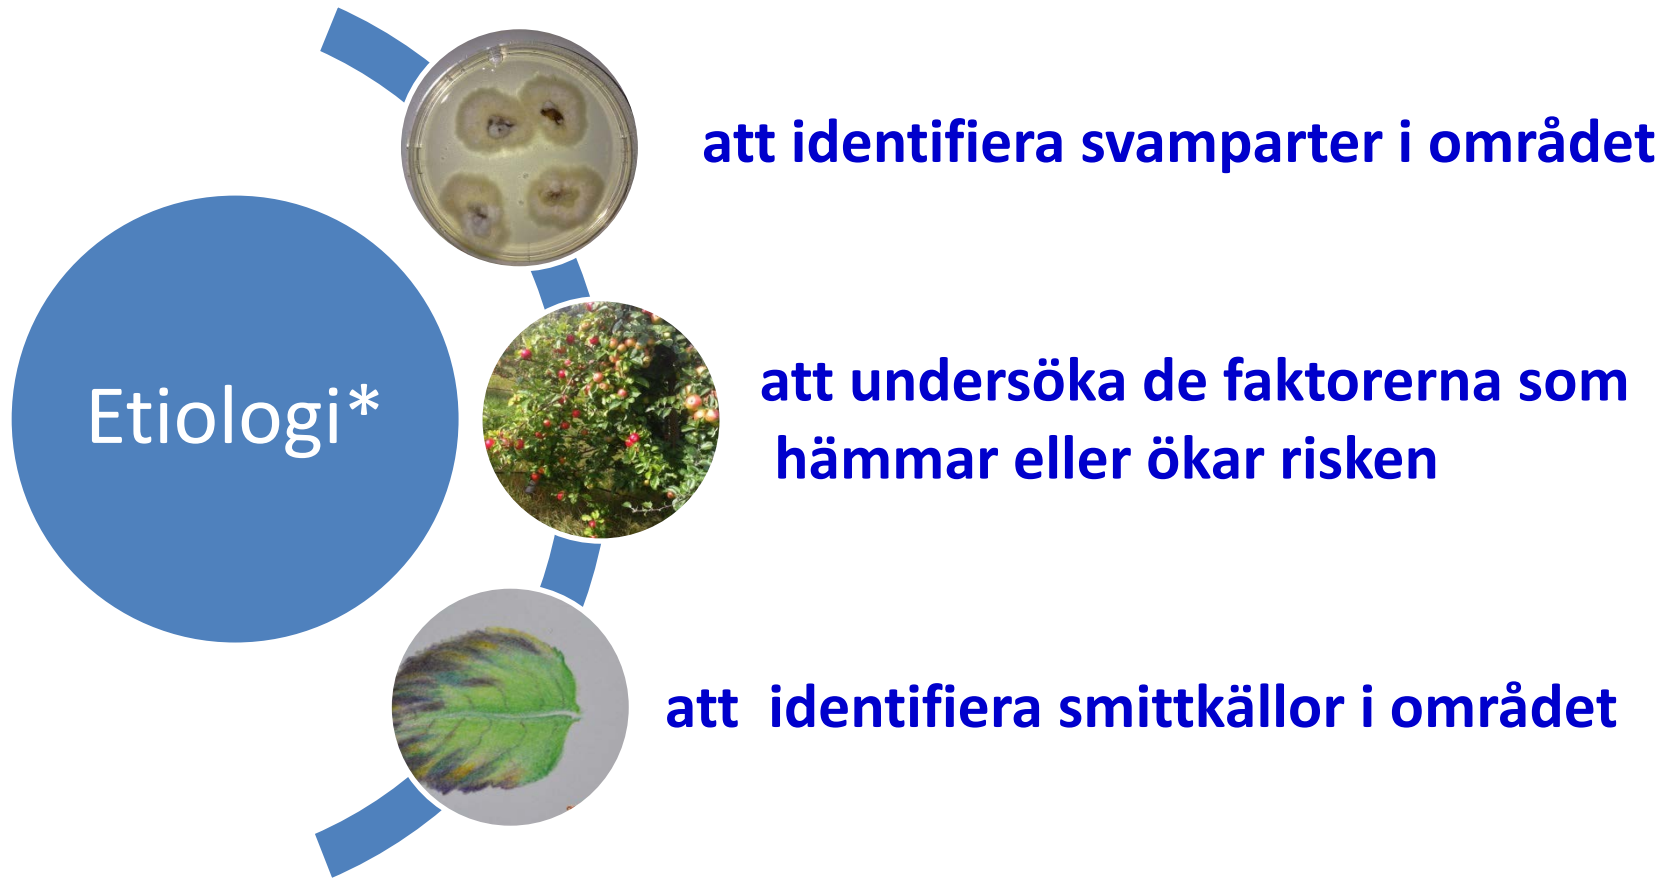 att identifiera svamparter i området
Etiologi*
att undersöka de faktorerna som
hämmar eller ökar risken
att identifiera smittkällor i området